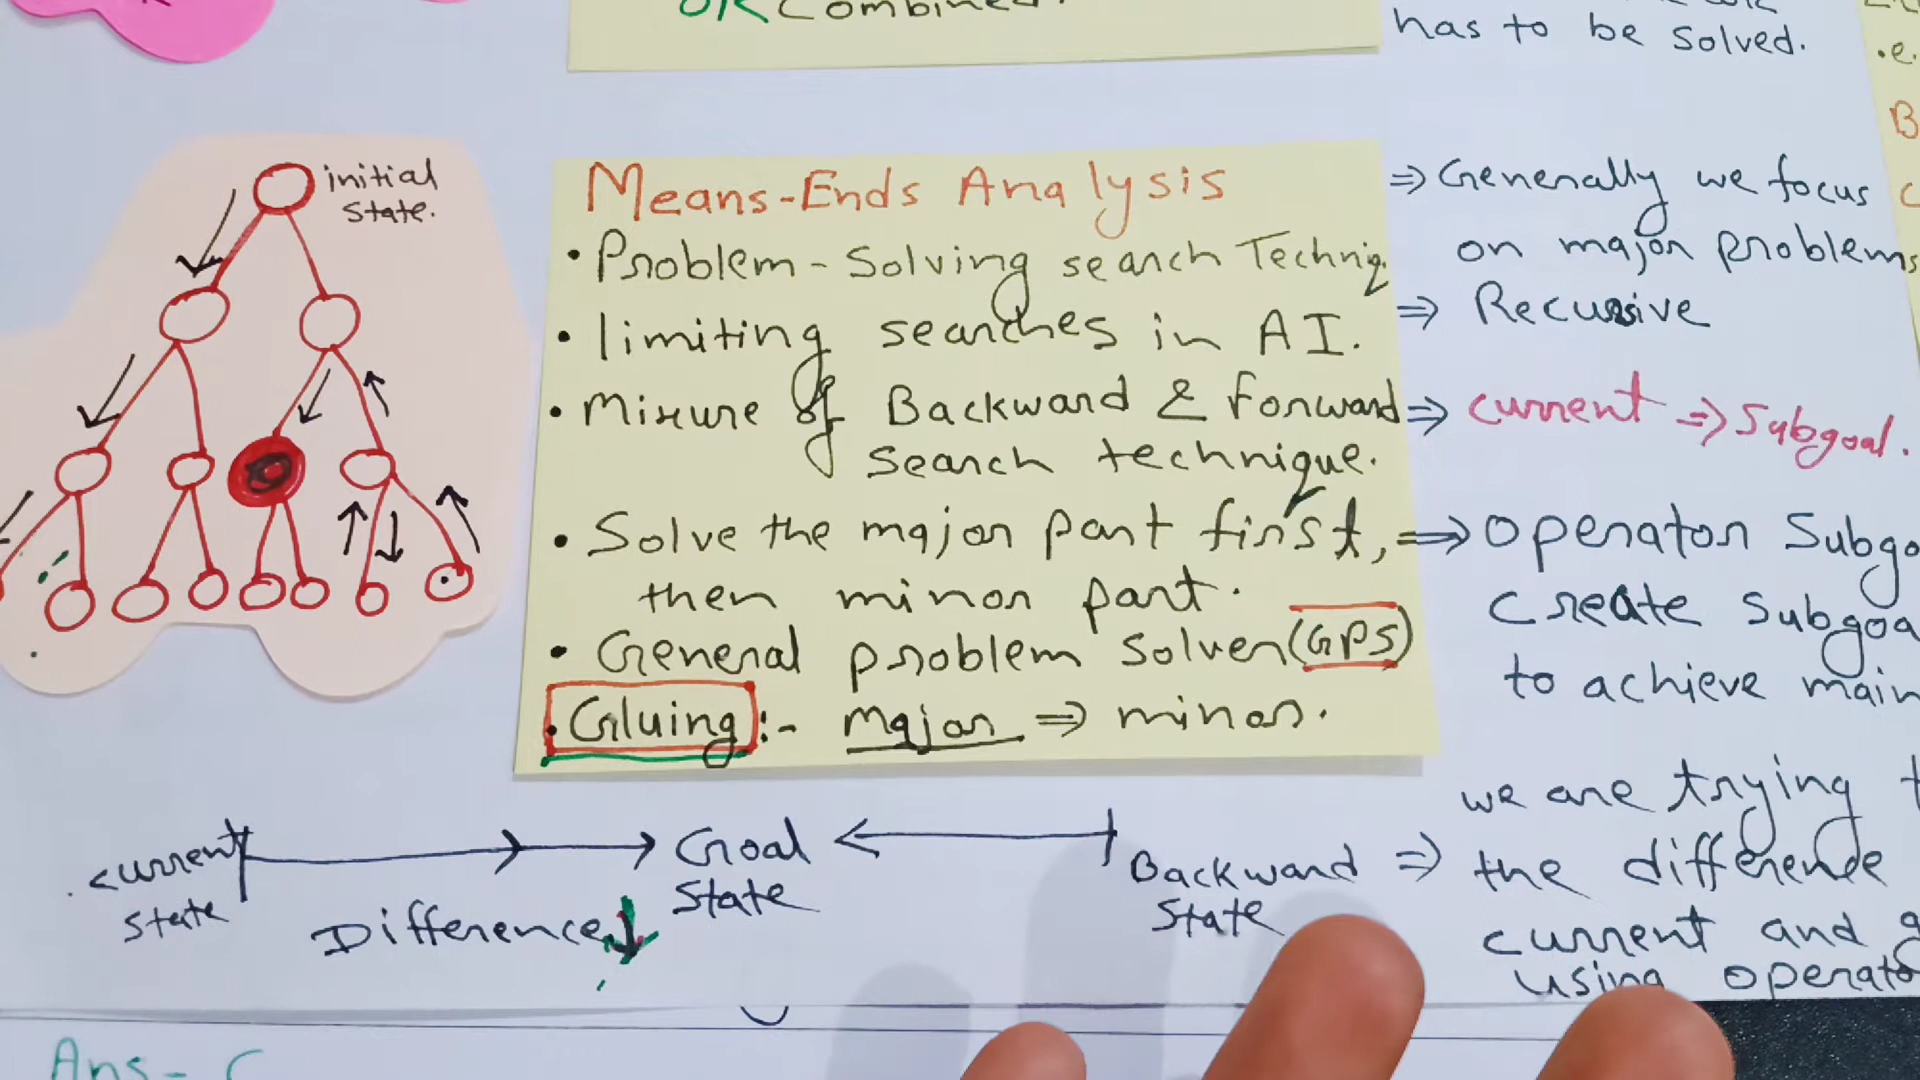 OR Combined.
has to be solved.
initial
state.
Means-Ends Analysis
• Problem-Solving search Techniq
• limiting searches in AI.
• Mixure of Backward & forward
search technique.
• Solve the major part first,
then minor part.
• General problem solver (GPS)
• Gluing :- major ⇒ minor.
⇒ Generally we focus
on major problems
⇒ Recursive
⇒ current ⇒ Subgoal.
⇒ Operator Subgo
create subgoa
to achieve main
we are trying t
⇒ the difference
current and g
using operato
current
state
Difference ↓
Goal
state
Backward
state
Ans-